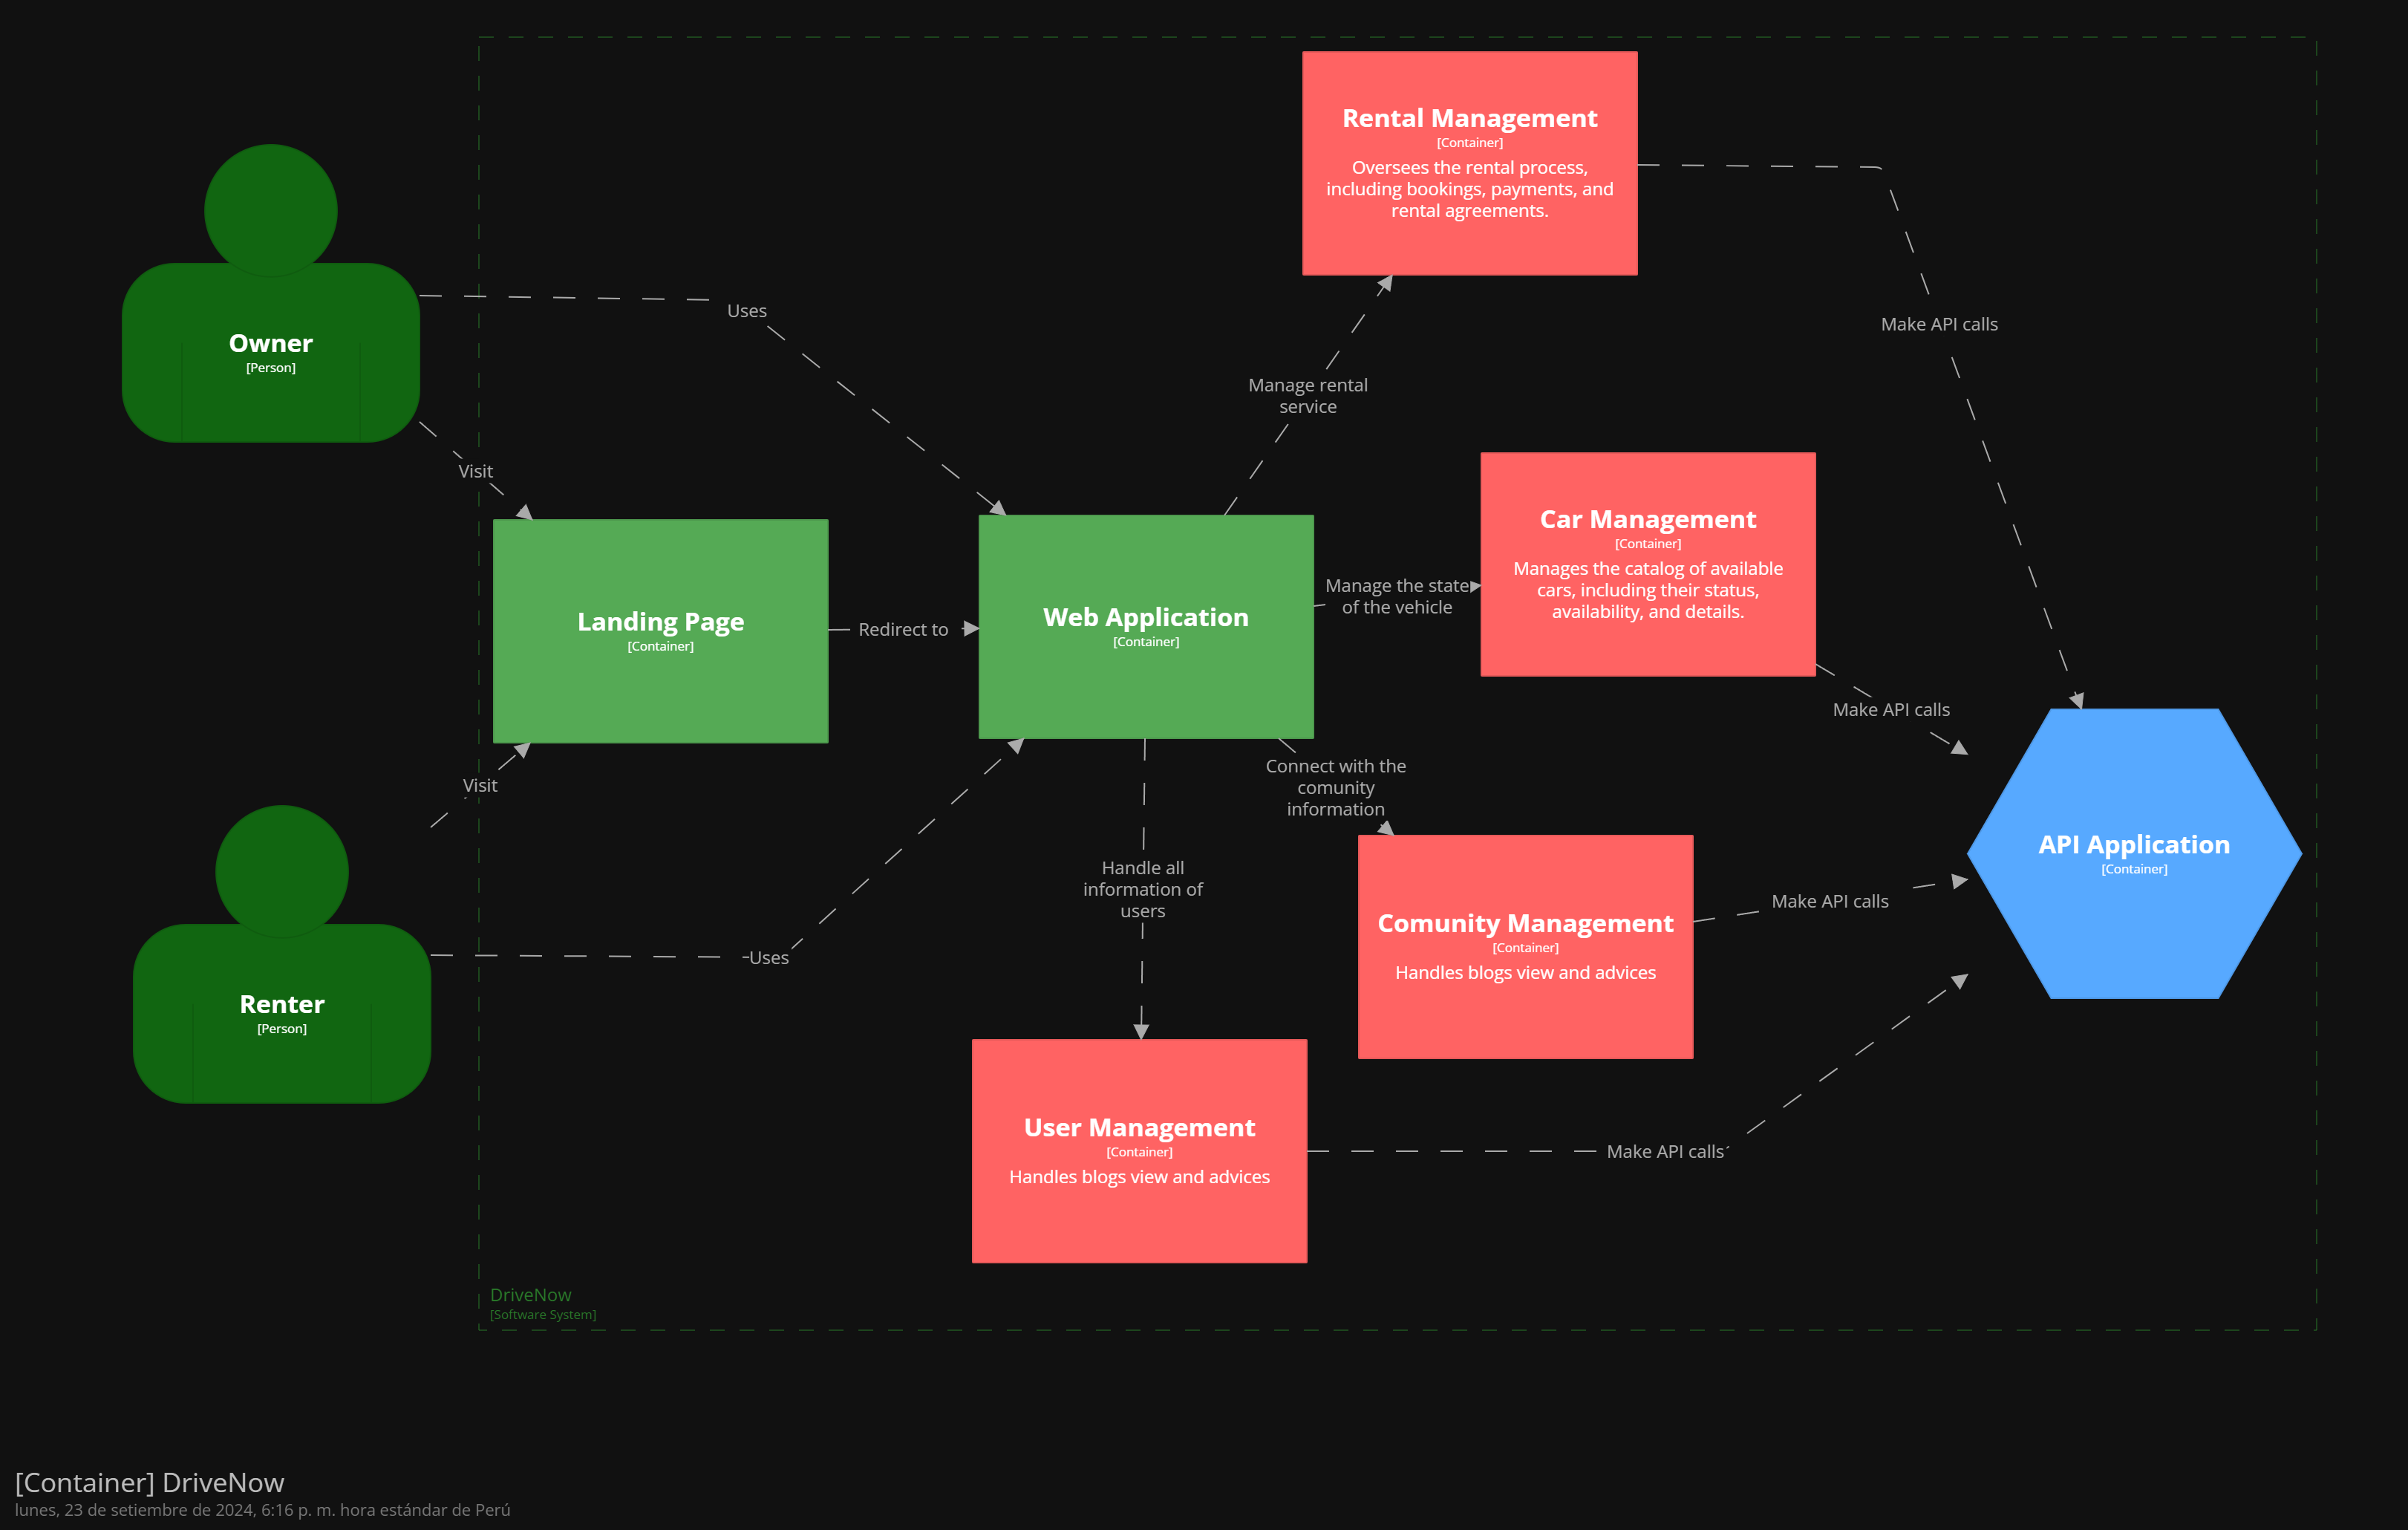 Rental Management
[Container]
Oversees the rental process,
including bookings, payments, and
rental agreements.
Owner
[Person]
Uses
Make API calls
Manage rental
service
Visit
Car Management
[Container]
Manages the catalog of available
cars, including their status,
availability, and details.
Landing Page
[Container]
Redirect to
Web Application
[Container]
Manage the state
of the vehicle
Make API calls
Visit
Connect with the
comunity
information
Handle all
information of
users
API Application
[Container]
Make API calls
Comunity Management
[Container]
Handles blogs view and advices
Renter
[Person]
Uses
User Management
[Container]
Handles blogs view and advices
Make API calls
DriveNow
[Software System]
[Container] DriveNow
lunes, 23 de setiembre de 2024, 6:16 p. m. hora estándar de Perú